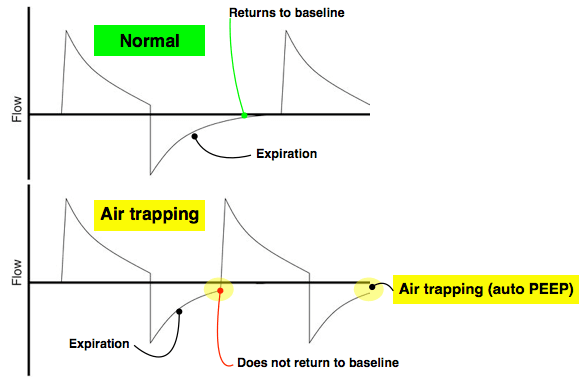 Returns to baseline
Normal
Flow
Expiration
Air trapping
Flow
Air trapping (auto PEEP)
Expiration
Does not return to baseline